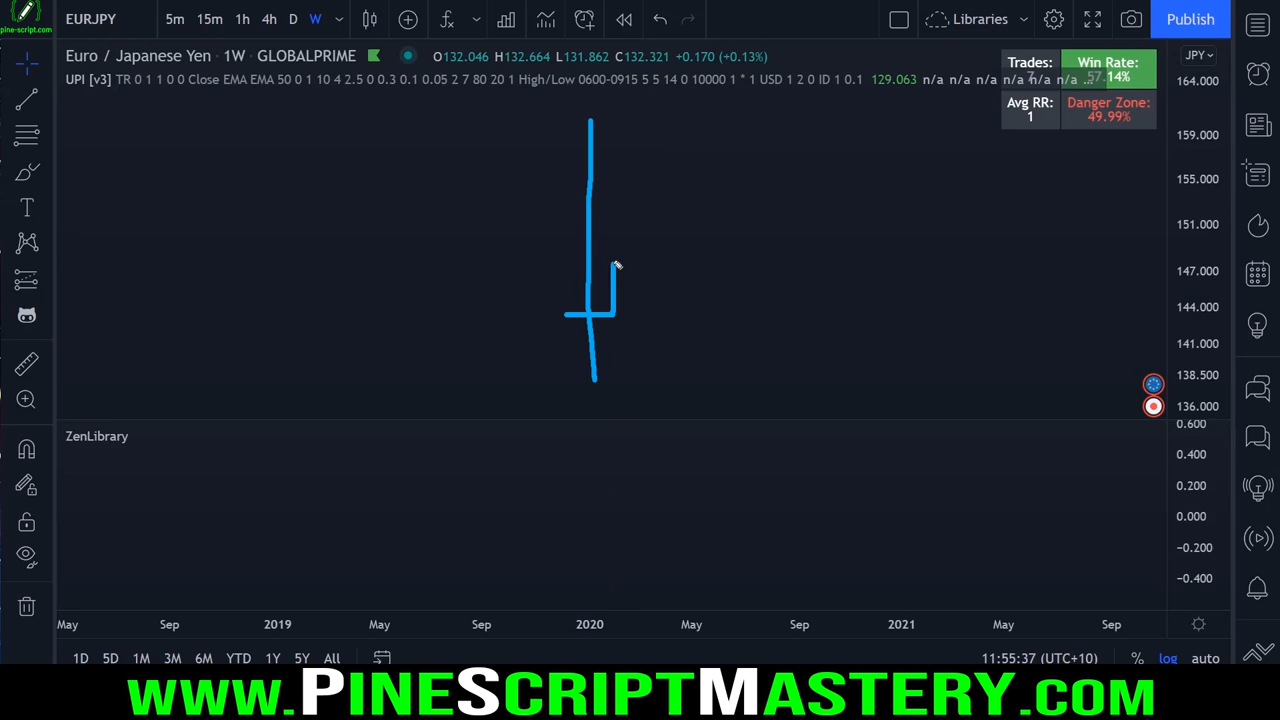 EURJPY 5m 15m 1h 4h D W Libraries Publish
pine-script.com
Euro / Japanese Yen · 1W · GLOBALPRIME O132.046 H132.664 L131.862 C132.321 +0.170 (+0.13%) JPY
UPI [v3] TR 0 1 1 0 0 Close EMA EMA 50 0 1 10 4 2.5 0 0.3 0.1 0.05 2 7 80 20 1 High/Low 0600-0915 5 5 14 0 10000 1 * 1 USD 1 2 0 ID 1 0.1 129.063 n/a n/a n/a n/a n/a n/a ...
Trades: 7
Win Rate: 57.14%
Avg RR: 1
Danger Zone: 49.99%
164.000
159.000
155.000
151.000
147.000
144.000
141.000
138.500
136.000
ZenLibrary
0.600
0.400
0.200
0.000
−0.200
−0.400
May Sep 2019 May Sep 2020 May Sep 2021 May Sep
1D 5D 1M 3M 6M YTD 1Y 5Y All 11:55:37 (UTC+10) % log auto
www.PineScriptMastery.com